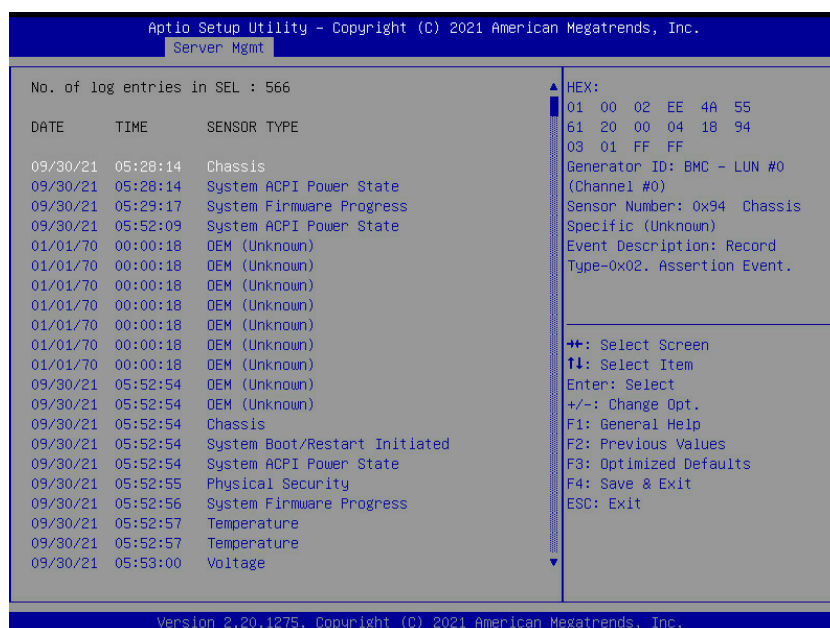 Aptio Setup Utility – Copyright (C) 2021 American Megatrends, Inc.
Server Mgmt
No. of log entries in SEL : 566
DATE TIME SENSOR TYPE
09/30/21 05:28:14 Chassis
09/30/21 05:28:14 System ACPI Power State
09/30/21 05:29:17 System Firmware Progress
09/30/21 05:52:09 System ACPI Power State
01/01/70 00:00:18 OEM (Unknown)
01/01/70 00:00:18 OEM (Unknown)
01/01/70 00:00:18 OEM (Unknown)
01/01/70 00:00:18 OEM (Unknown)
01/01/70 00:00:18 OEM (Unknown)
01/01/70 00:00:18 OEM (Unknown)
01/01/70 00:00:18 OEM (Unknown)
09/30/21 05:52:54 OEM (Unknown)
09/30/21 05:52:54 OEM (Unknown)
09/30/21 05:52:54 Chassis
09/30/21 05:52:54 System Boot/Restart Initiated
09/30/21 05:52:54 System ACPI Power State
09/30/21 05:52:55 Physical Security
09/30/21 05:52:56 System Firmware Progress
09/30/21 05:52:57 Temperature
09/30/21 05:52:57 Temperature
09/30/21 05:53:00 Voltage
HEX:
01 00 02 EE 4A 55
61 20 00 04 18 94
03 01 FF FF
Generator ID: BMC – LUN #0
(Channel #0)
Sensor Number: 0x94 Chassis
Specific (Unknown)
Event Description: Record
Type-0x02. Assertion Event.
→←: Select Screen
↑↓: Select Item
Enter: Select
+/-: Change Opt.
F1: General Help
F2: Previous Values
F3: Optimized Defaults
F4: Save & Exit
ESC: Exit
Version 2.20.1275. Copyright (C) 2021 American Megatrends, Inc.